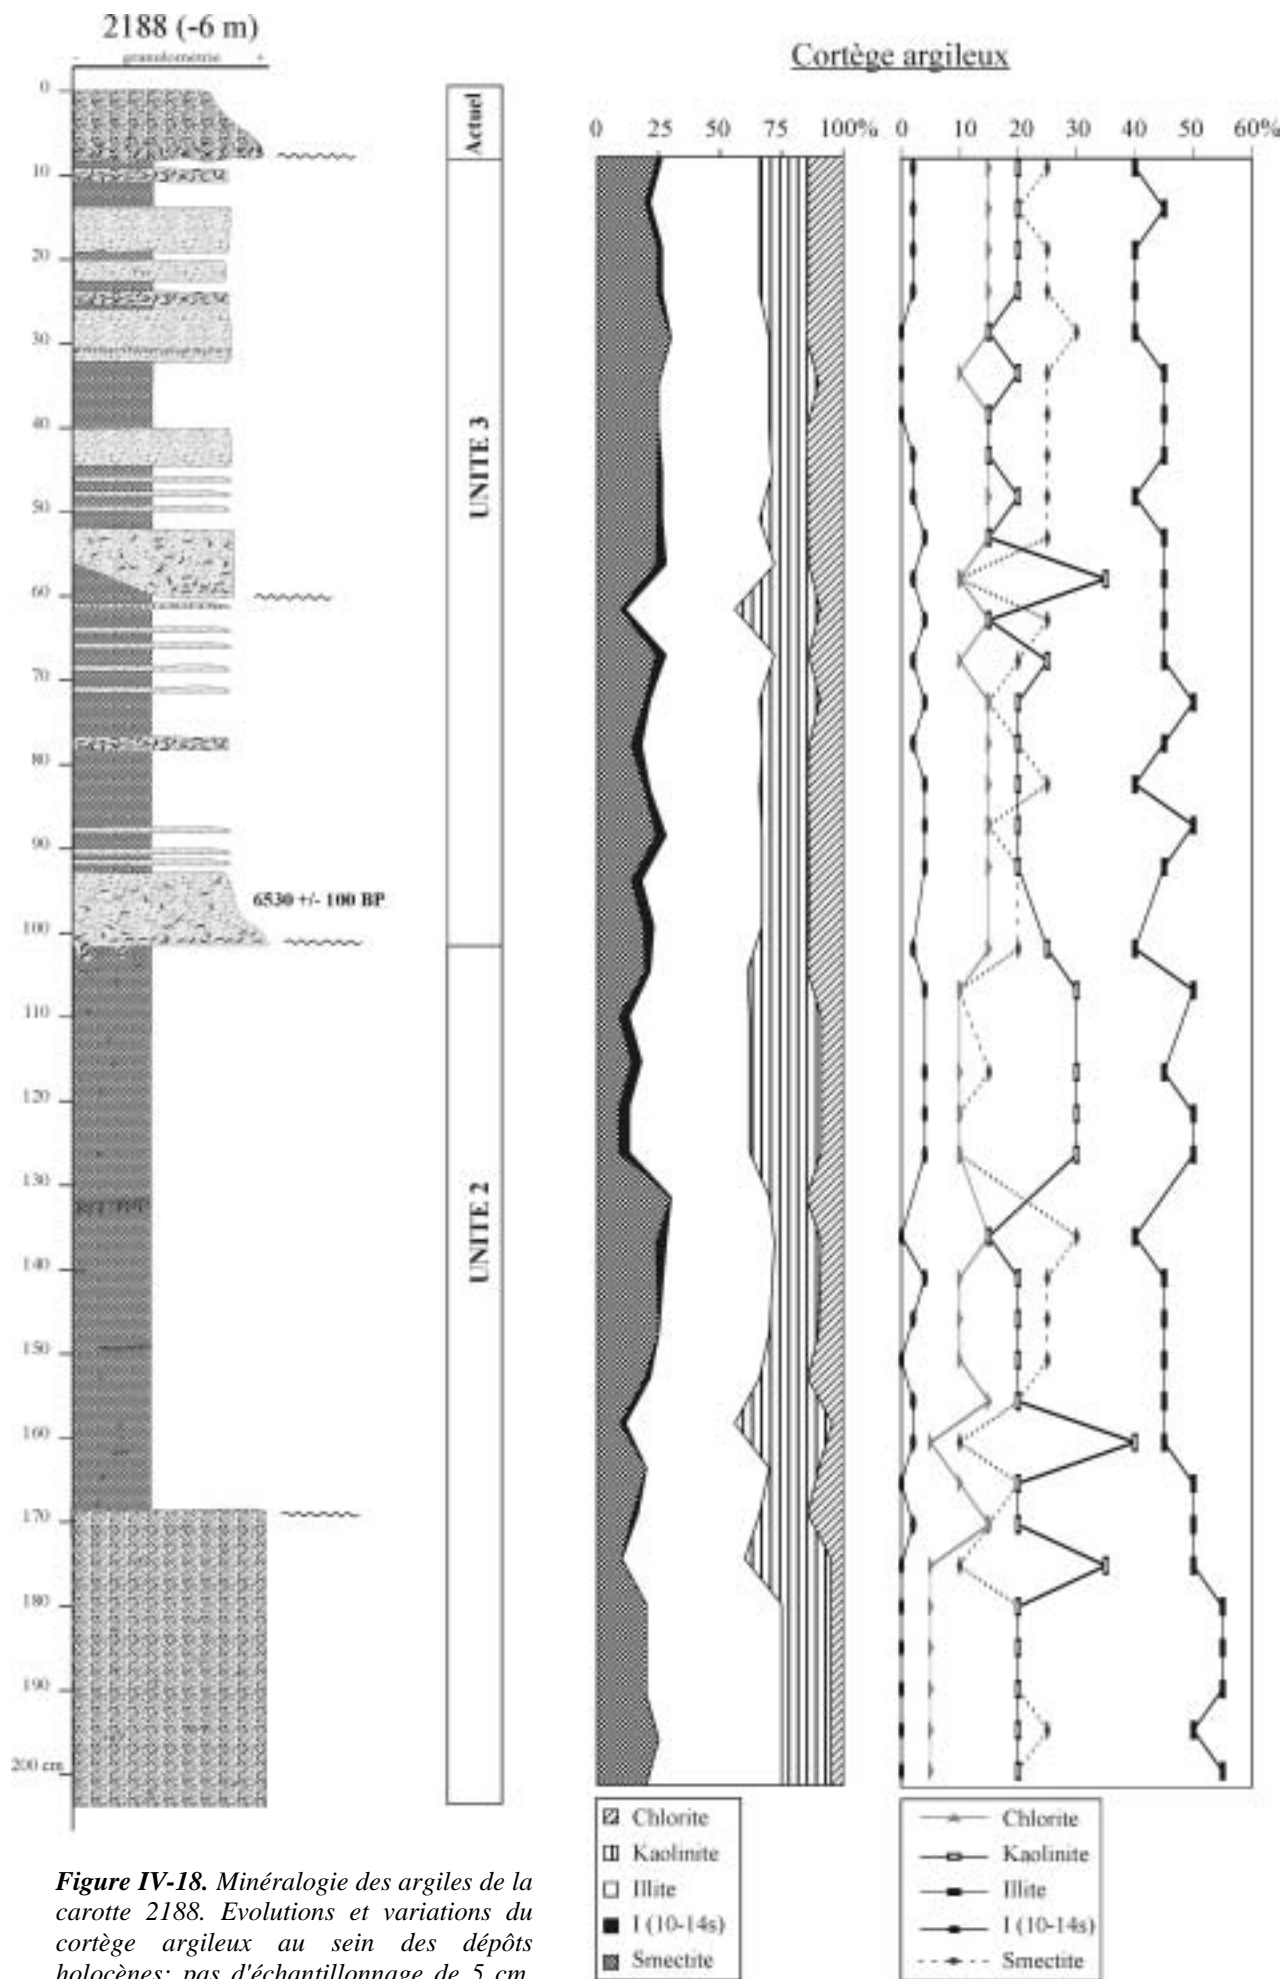 2188 (-6 m)
- granulométrie +
0
10
20
30
40
50
60
70
80
90
100
110
120
130
140
150
160
170
180
190
200 cm
6530 +/- 100 BP
Actuel
UNITE 3
UNITE 2
Cortège argileux
0 25 50 75 100%
0 10 20 30 40 50 60%
Chlorite
Kaolinite
Illite
I (10-14s)
Smectite
Chlorite
Kaolinite
Illite
I (10-14s)
Smectite
Figure IV-18. Minéralogie des argiles de la
carotte 2188. Evolutions et variations du
cortège argileux au sein des dépôts
holocènes; pas d'échantillonnage de 5 cm.